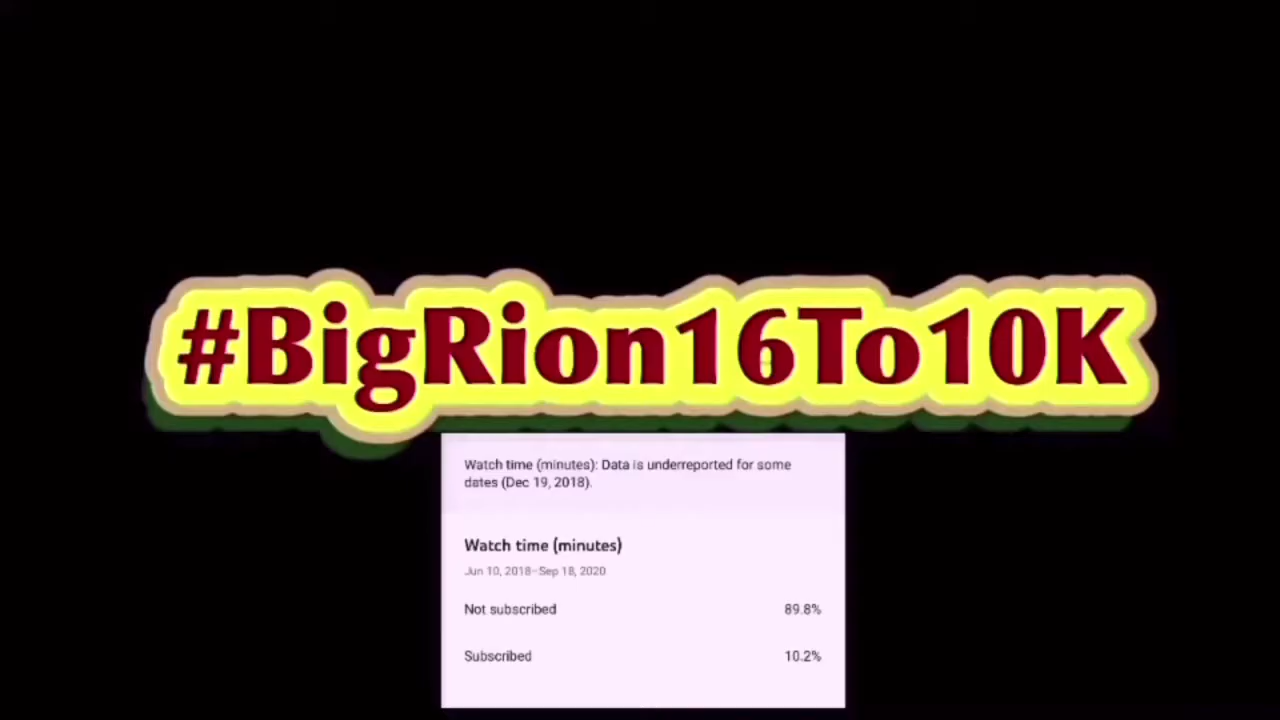 #BigRion16To10K
Watch time (minutes): Data is underreported for some
dates (Dec 19, 2018).
Watch time (minutes)
Jun 10, 2018–Sep 18, 2020
Not subscribed 89.8%
Subscribed 10.2%